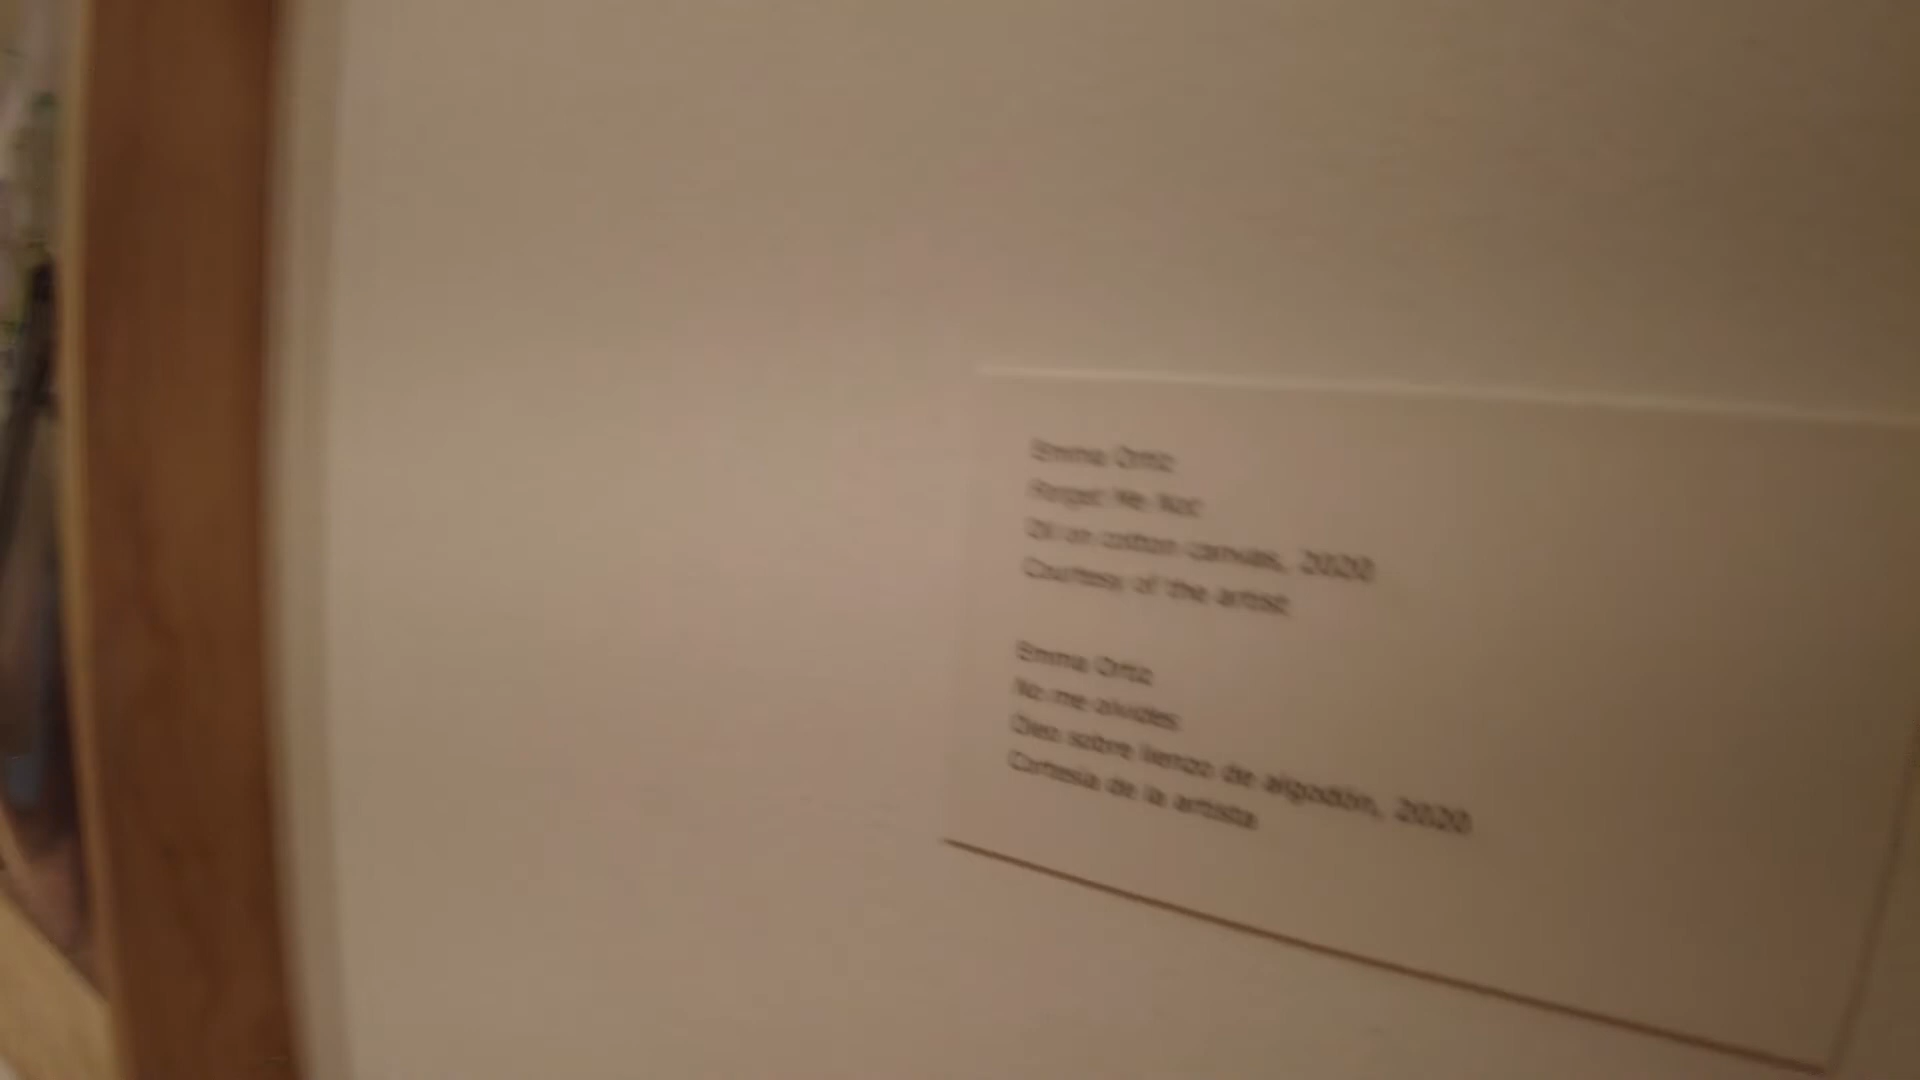 Emma Ortiz
Forget Me Not
Oil on cotton canvas, 2020
Courtesy of the artist
Emma Ortiz
No me olvides
Óleo sobre lienzo de algodón, 2020
Cortesía de la artista